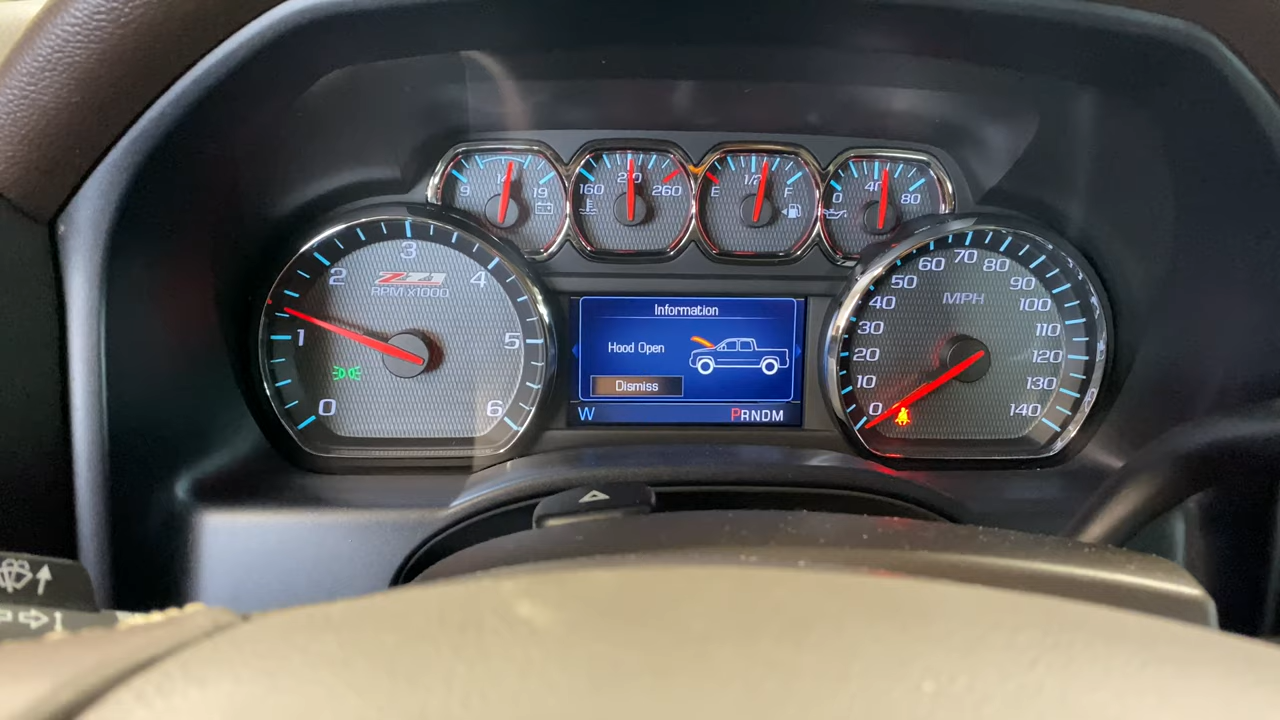 9 14 19
160 210 260
E 1/2 F
0 40 80
0 1 2 3 4 5 6
Z71
RPM X1000
Information
Hood Open
Dismiss
W PRNDM
0 10 20 30 40 50 60 70 80 90 100 110 120 130 140
MPH